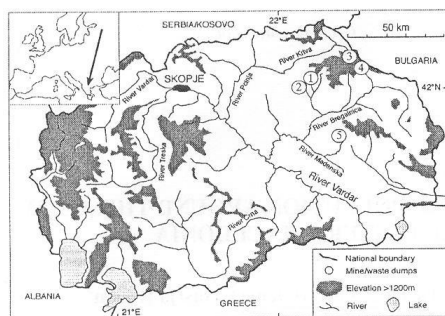 SERBIA/KOSOVO
22°E
50 km
BULGARIA
River Kriva
3
4
1
2
42°N
SKOPJE
River Vardar
River Pcinja
River Bregalnica
5
River Treska
River Medenska
River Vardar
River Crna
ALBANIA
21°E
GREECE
National boundary
Mine/waste dumps
Elevation >1200m
River
Lake